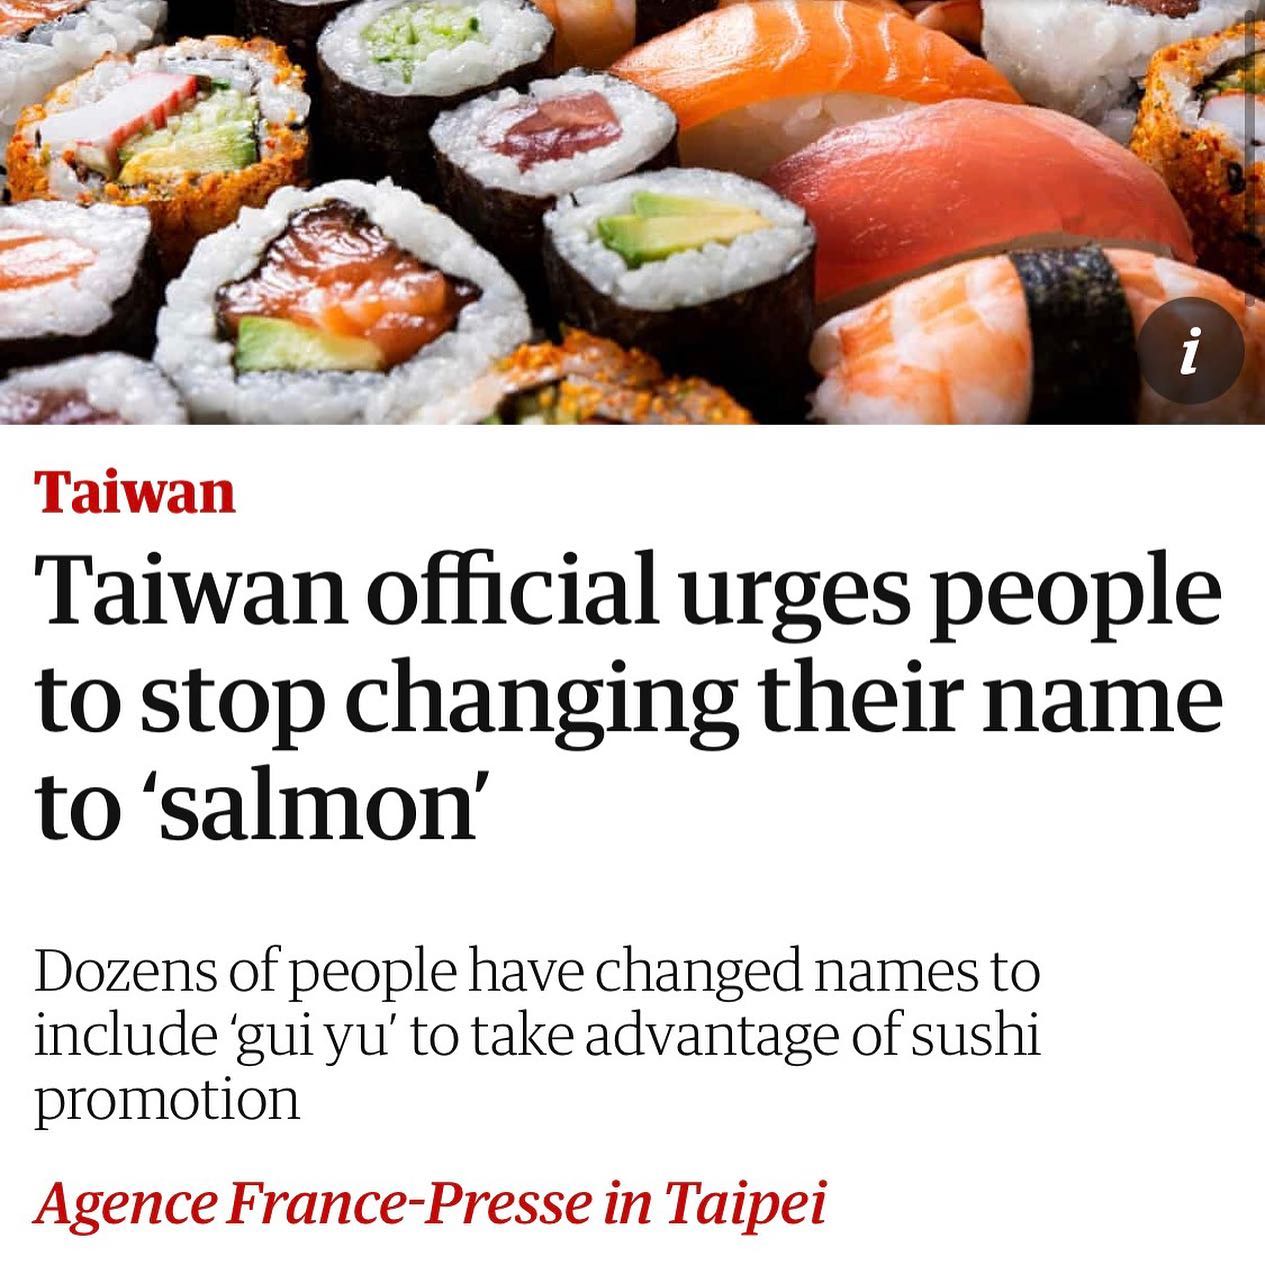 i
Taiwan
Taiwan official urges people
to stop changing their name
to ‘salmon’
Dozens of people have changed names to
include ‘gui yu’ to take advantage of sushi
promotion
Agence France-Presse in Taipei